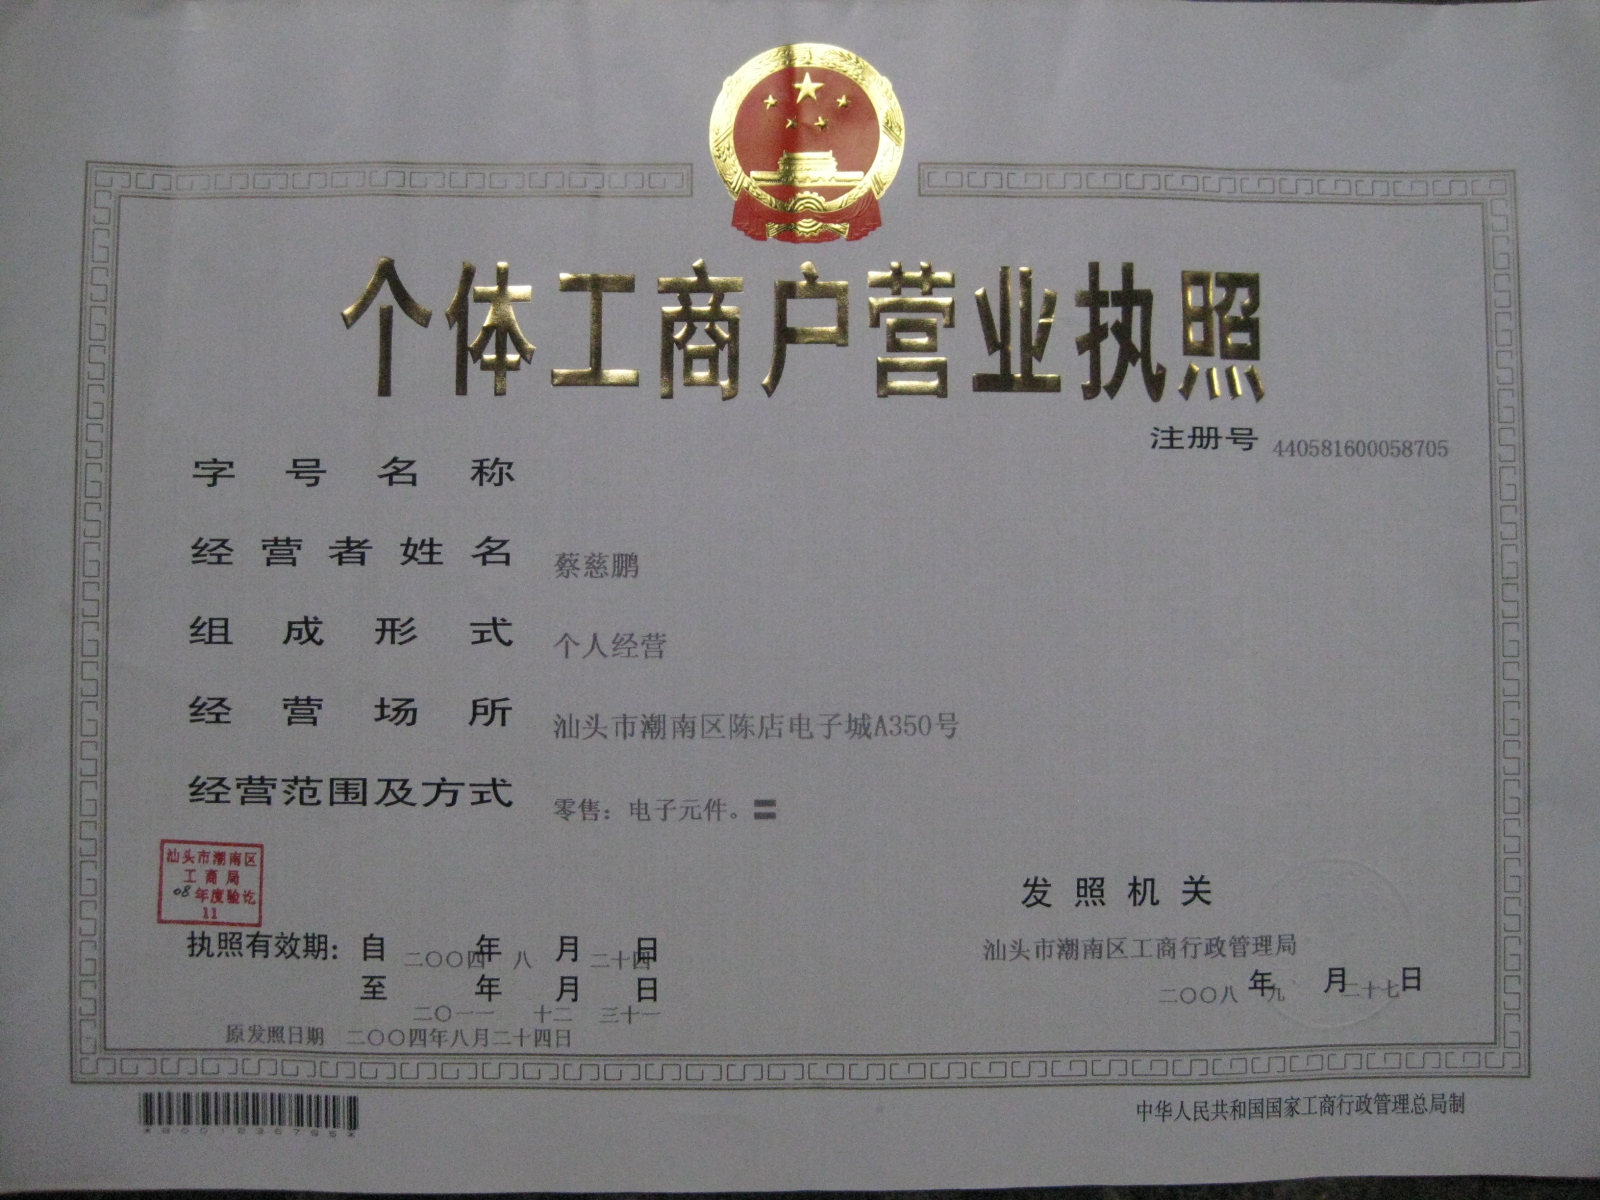 个体工商户营业执照
注册号 440581600058705
字号名称
经营者姓名 蔡慈鹏
组成形式 个人经营
经营场所 汕头市潮南区陈店电子城A350号
经营范围及方式 零售：电子元件。
汕头市潮南区
工商局
08年度验讫
11
发照机关
汕头市潮南区工商行政管理局
二〇〇八年九月二十七日
执照有效期：自二〇〇四年八月二十四日
至二〇一一年十二月三十一日
原发照日期 二〇〇四年八月二十四日
中华人民共和国国家工商行政管理总局制